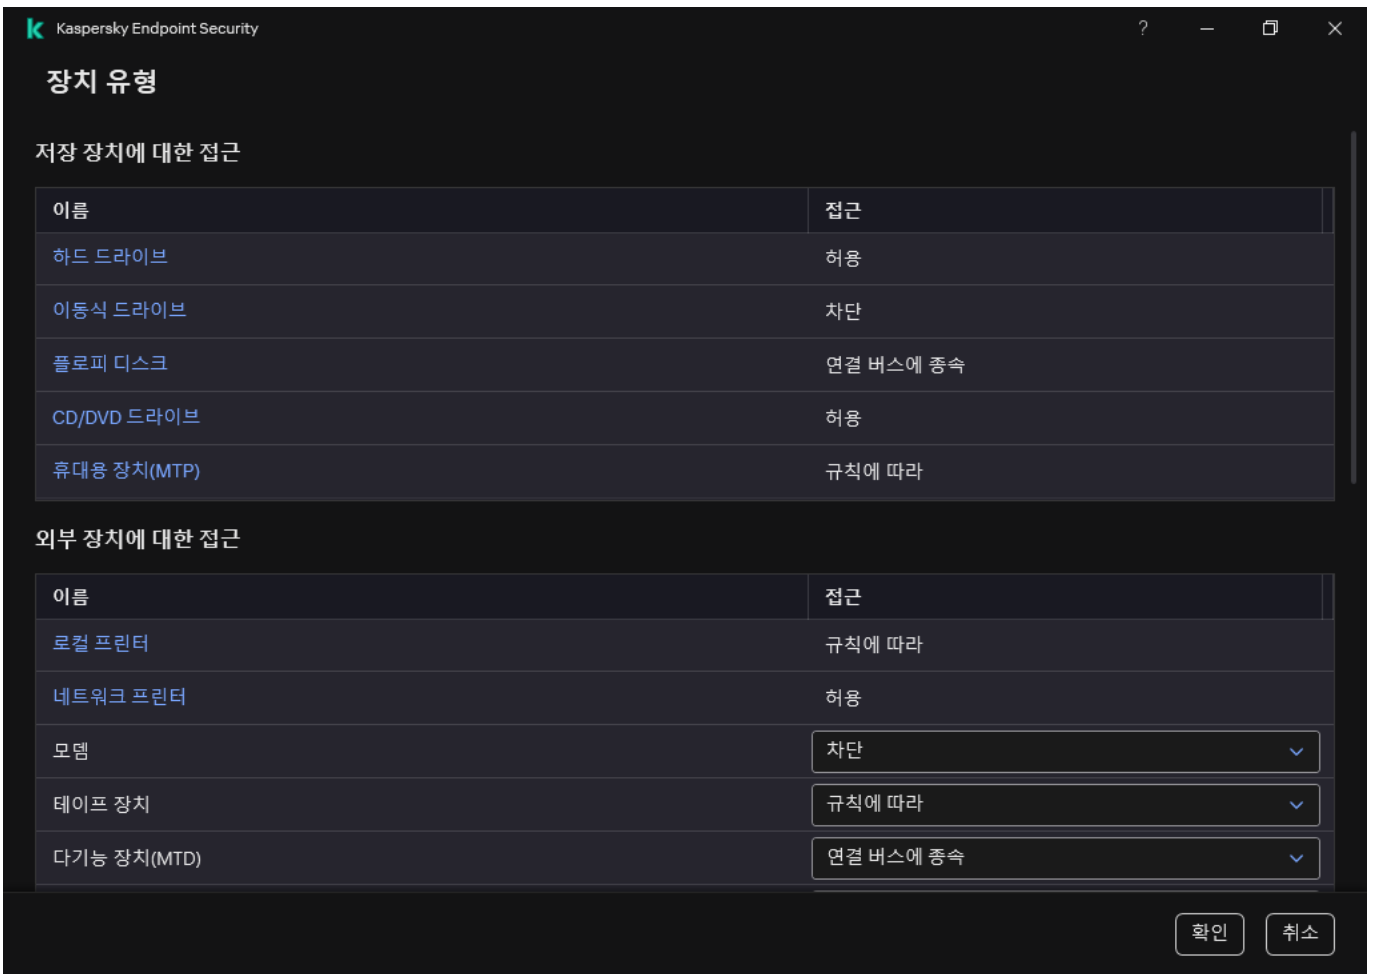 Kaspersky Endpoint Security
장치 유형
저장 장치에 대한 접근
이름 접근
하드 드라이브 허용
이동식 드라이브 차단
플로피 디스크 연결 버스에 종속
CD/DVD 드라이브 허용
휴대용 장치(MTP) 규칙에 따라
외부 장치에 대한 접근
이름 접근
로컬 프린터 규칙에 따라
네트워크 프린터 허용
모뎀 차단
테이프 장치 규칙에 따라
다기능 장치(MTD) 연결 버스에 종속
확인 취소